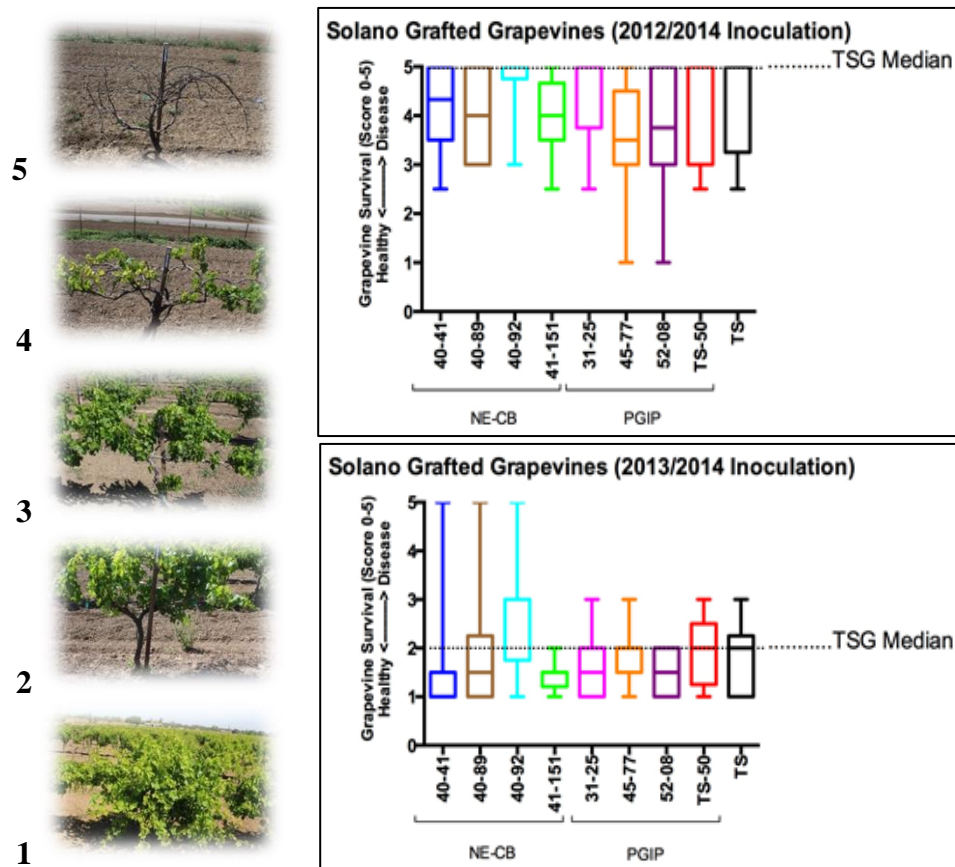 5
4
3
2
1
Solano Grafted Grapevines (2012/2014 Inoculation)
TSG Median
Grapevine Survival (Score 0-5)
Healthy <------> Disease
5
4
3
2
1
0
40-41
40-89
40-92
41-151
31-25
45-77
52-08
TS-50
TS
NE-CB
PGIP
Solano Grafted Grapevines (2013/2014 Inoculation)
TSG Median
Grapevine Survival (Score 0-5)
Healthy <------> Disease
5
4
3
2
1
0
40-41
40-89
40-92
41-151
31-25
45-77
52-08
TS-50
TS
NE-CB
PGIP